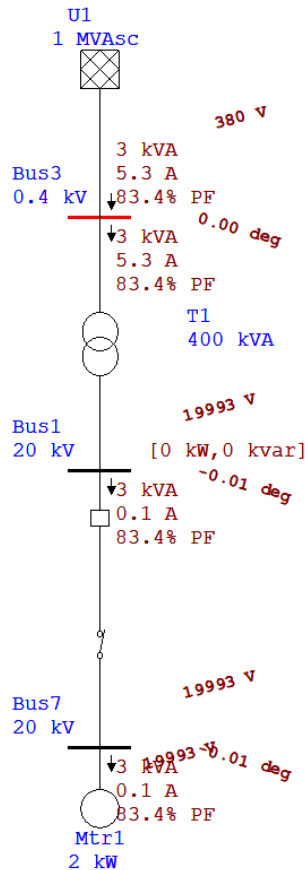 U1
1 MVAsc
380 V
3 kVA
5.3 A
83.4% PF
Bus3
0.4 kV
0.00 deg
3 kVA
5.3 A
83.4% PF
T1
400 kVA
19993 V
Bus1
20 kV
[0 kW,0 kvar]
-0.01 deg
3 kVA
0.1 A
83.4% PF
19993 V
Bus7
20 kV
19993 V
-0.01 deg
3 kVA
0.1 A
83.4% PF
Mtr1
2 kW